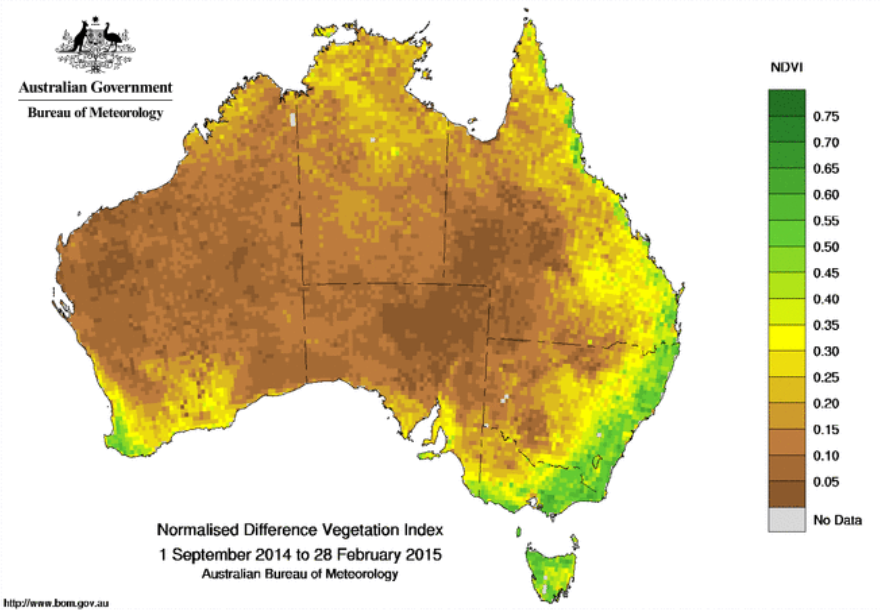 Australian Government
Bureau of Meteorology
NDVI
0.75
0.70
0.65
0.60
0.55
0.50
0.45
0.40
0.35
0.30
0.25
0.20
0.15
0.10
0.05
No Data
Normalised Difference Vegetation Index
1 September 2014 to 28 February 2015
Australian Bureau of Meteorology
http://www.bom.gov.au